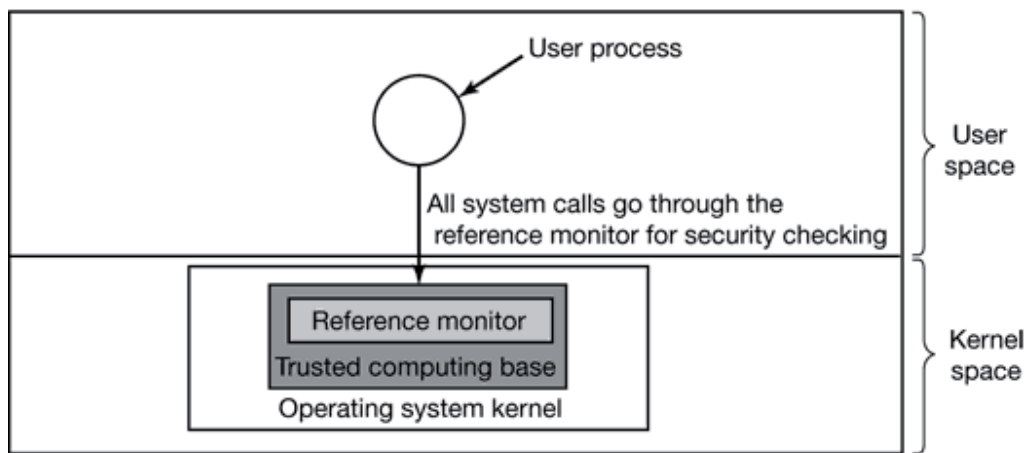 User process
User
space
All system calls go through the
reference monitor for security checking
Reference monitor
Trusted computing base
Operating system kernel
Kernel
space